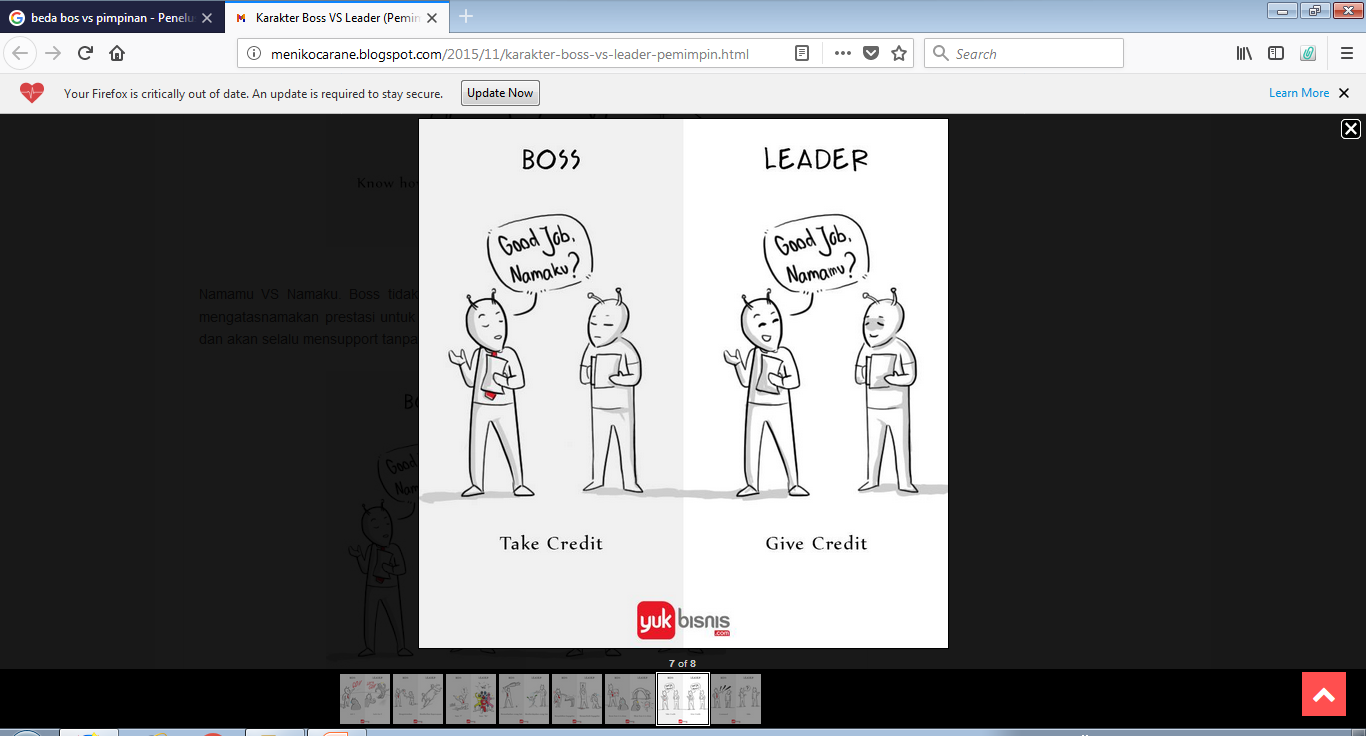 beda bos vs pimpinan - Penelu
Karakter Boss VS Leader (Pemim
menikocarane.blogspot.com/2015/11/karakter-boss-vs-leader-pemimpin.html
Search
Your Firefox is critically out of date. An update is required to stay secure.
Update Now
Learn More
Know how
BOSS
LEADER
Good Job,
Namaku?
Good Job,
Namamu?
Namamu VS Namaku. Boss tidak
mengatasnamakan prestasi untuk
dan akan selalu mensupport tanpa
Take Credit
Give Credit
yuk bisnis
.com
7 of 8